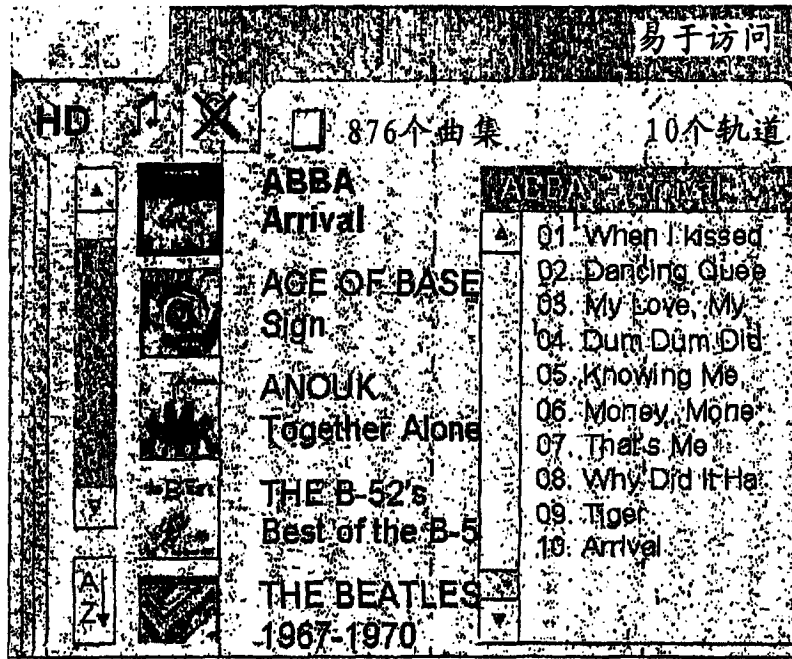 易于访问
HD
876个曲集
10个轨道
ABBA
Arrival
ACE OF BASE
Sign
ANOUK
Together Alone
THE B-52's
Best of the B-5
THE BEATLES
1967-1970
A
Z
ABBA - Arrival
01. When I kissed
02. Dancing Quee
03. My Love, My
04. Dum Dum Did
05. Knowing Me,
06. Money, Mone
07. That's Me
08. Why Did It Ha
09. Tiger
10. Arrival